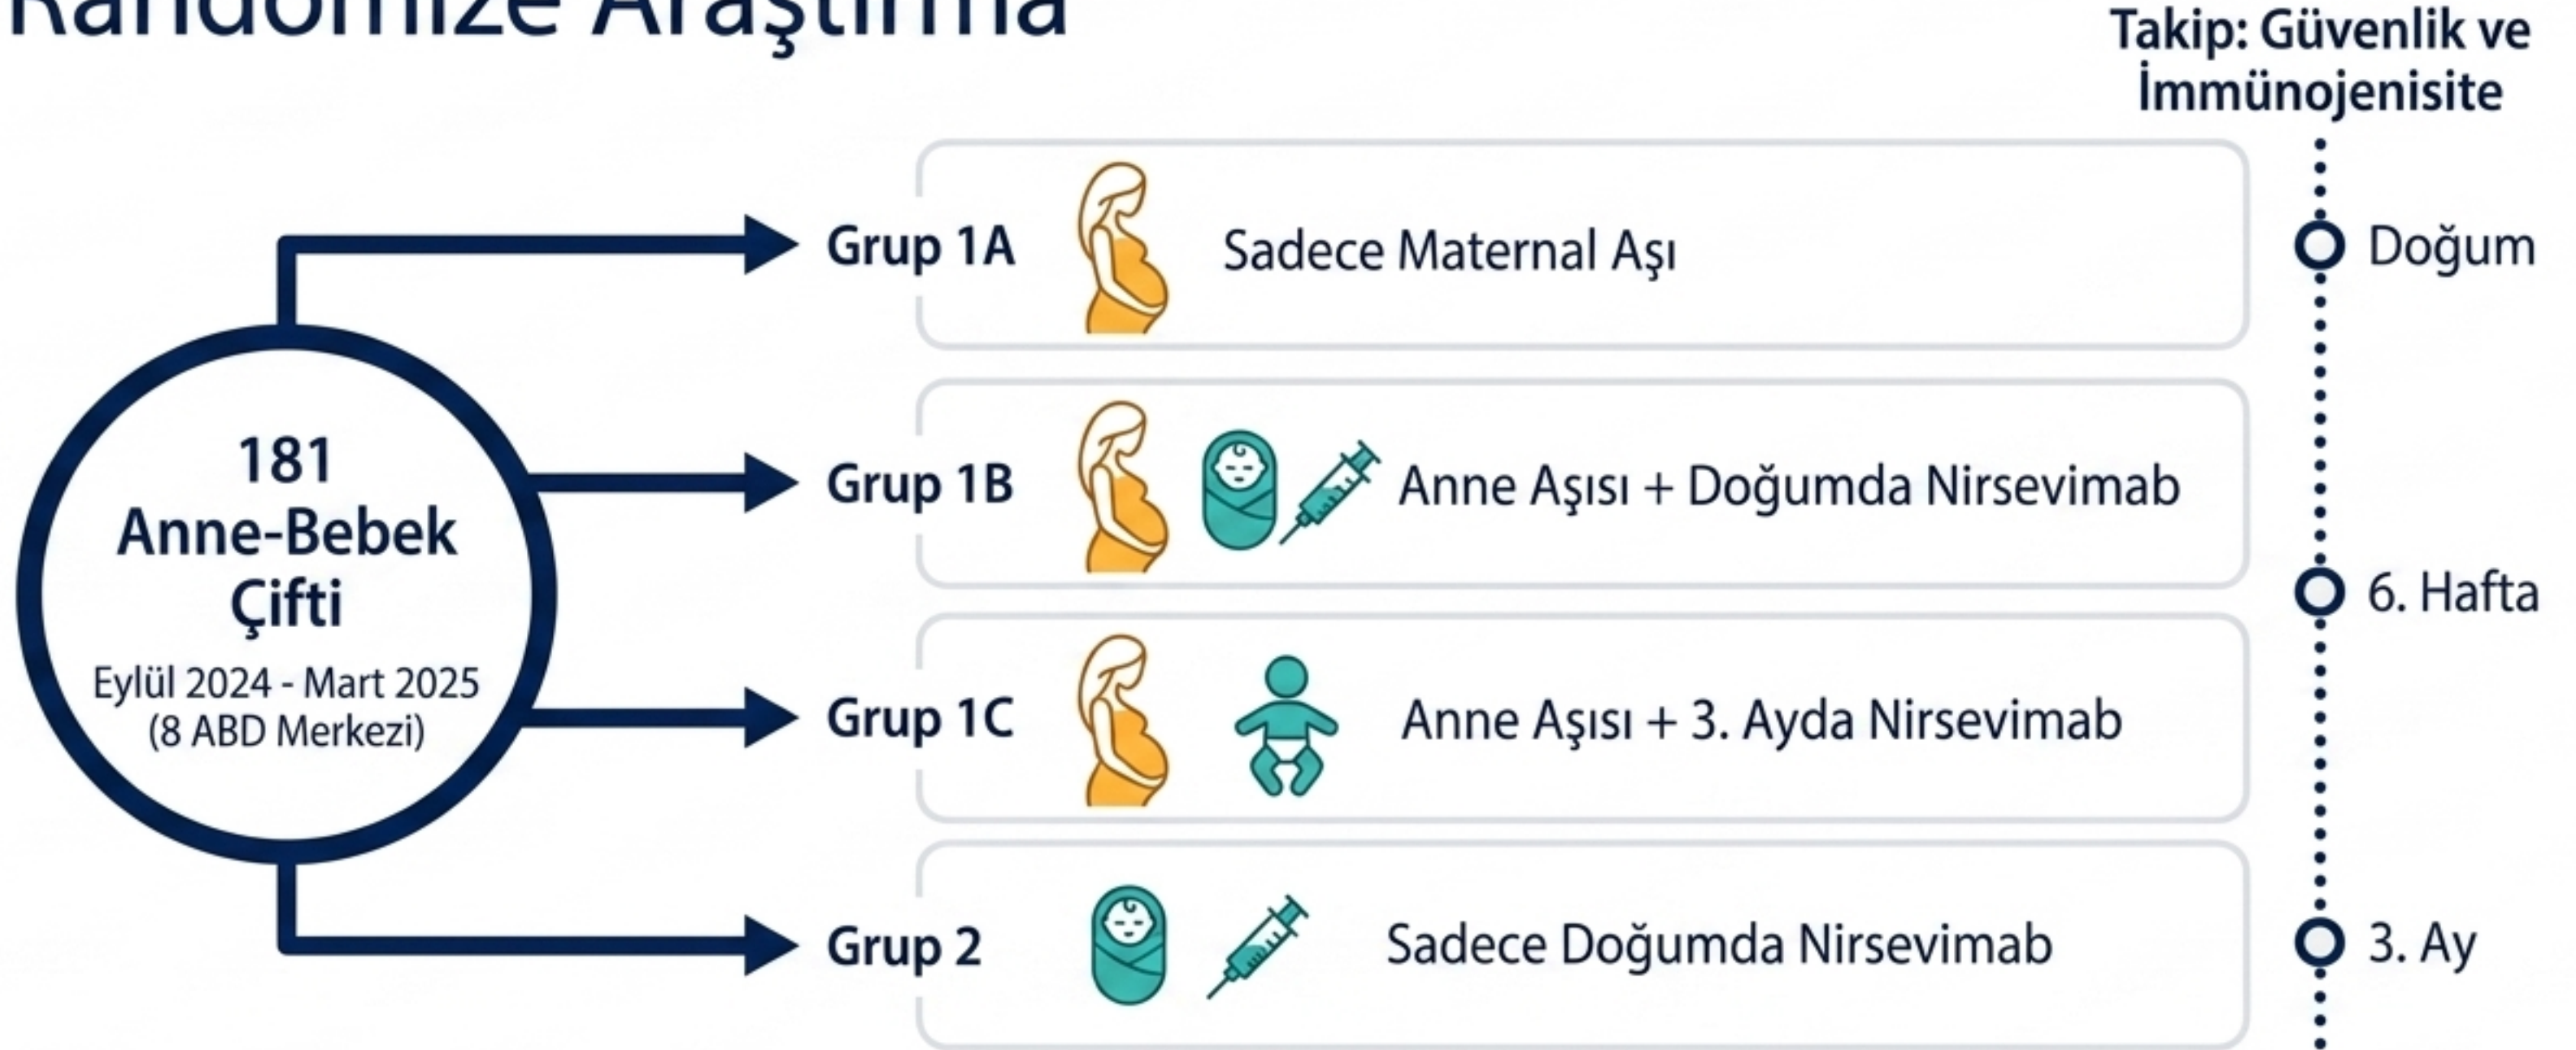 Randomize Araştırma
Takip: Güvenlik ve
İmmünojenisite
181
Anne-Bebek
Çifti
Eylül 2024 - Mart 2025
(8 ABD Merkezi)
Grup 1A
Sadece Maternal Aşı
Grup 1B
Anne Aşısı + Doğumda Nirsevimab
Grup 1C
Anne Aşısı + 3. Ayda Nirsevimab
Grup 2
Sadece Doğumda Nirsevimab
Doğum
6. Hafta
3. Ay